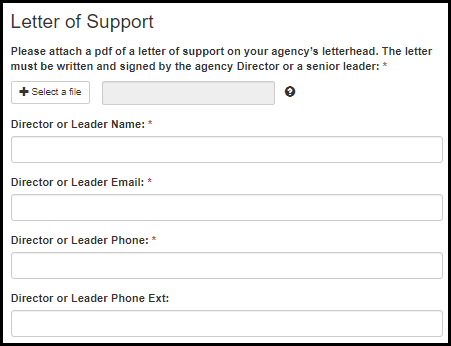 Letter of Support
Please attach a pdf of a letter of support on your agency's letterhead. The letter
must be written and signed by the agency Director or a senior leader: *
+ Select a file ?
Director or Leader Name: *
Director or Leader Email: *
Director or Leader Phone: *
Director or Leader Phone Ext: